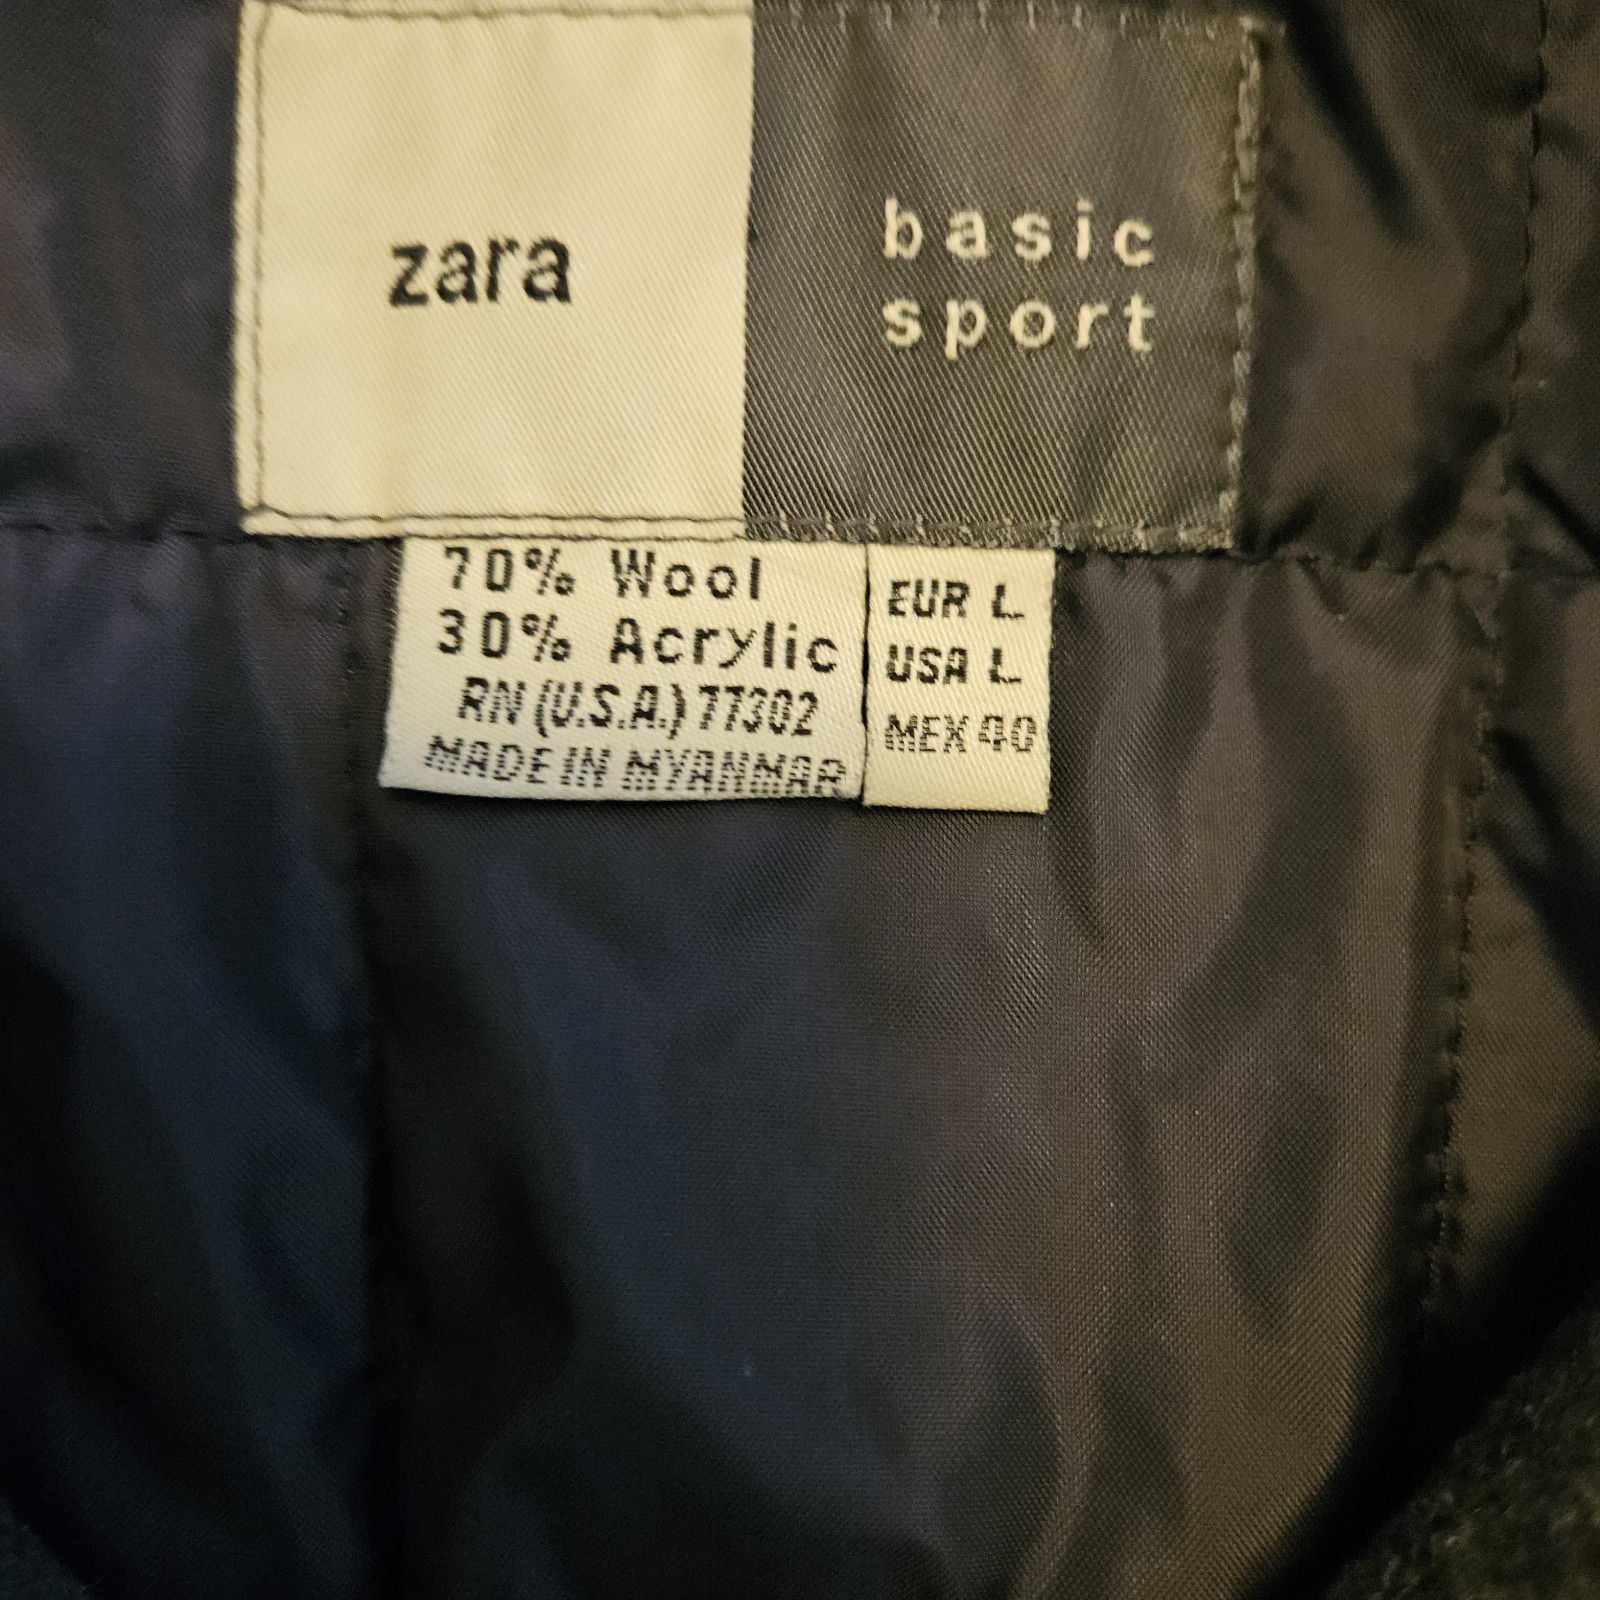 zara
basic
sport
70% Wool
30% Acrylic
RN (U.S.A.) 77302
MADE IN MYANMAR
EUR L
USA L
MEX 40